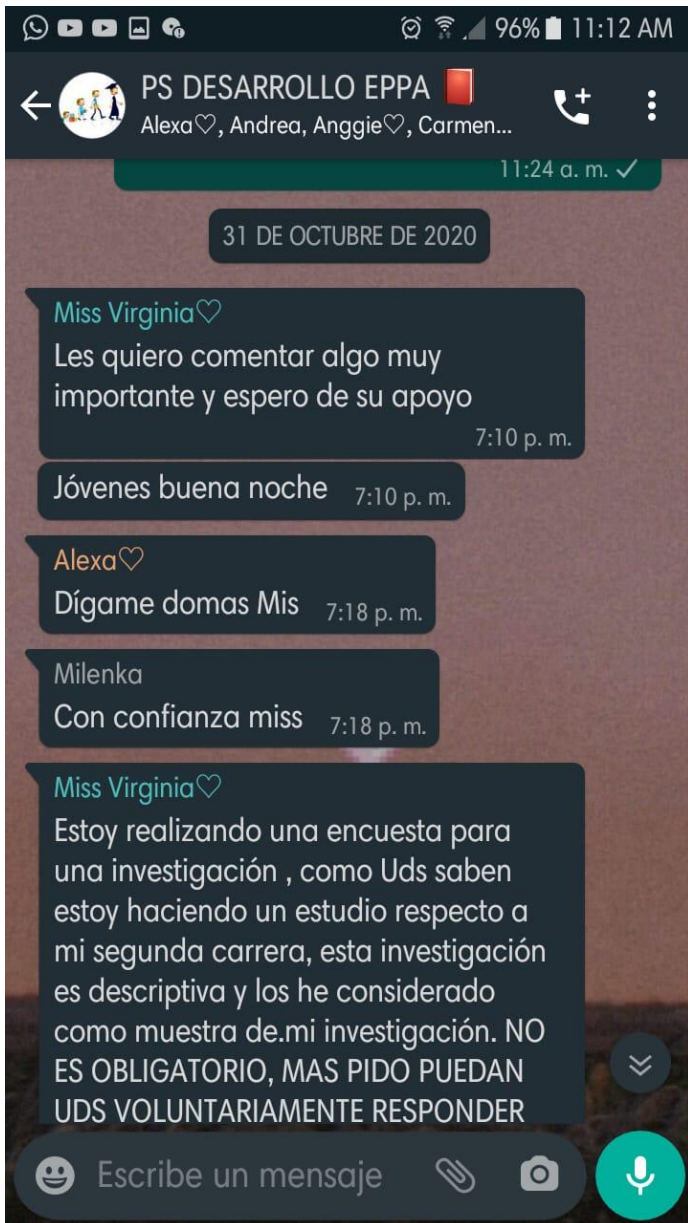 96% 11:12 AM
PS DESARROLLO EPPA
Alexa♡, Andrea, Anggie♡, Carmen...
11:24 a. m.
31 DE OCTUBRE DE 2020
Miss Virginia♡
Les quiero comentar algo muy
importante y espero de su apoyo
7:10 p. m.
Jóvenes buena noche 7:10 p. m.
Alexa♡
Dígame domas Mis 7:18 p. m.
Milenka
Con confianza miss 7:18 p. m.
Miss Virginia♡
Estoy realizando una encuesta para
una investigación , como Uds saben
estoy haciendo un estudio respecto a
mi segunda carrera, esta investigación
es descriptiva y los he considerado
como muestra de.mi investigación. NO
ES OBLIGATORIO, MAS PIDO PUEDAN
UDS VOLUNTARIAMENTE RESPONDER
Escribe un mensaje